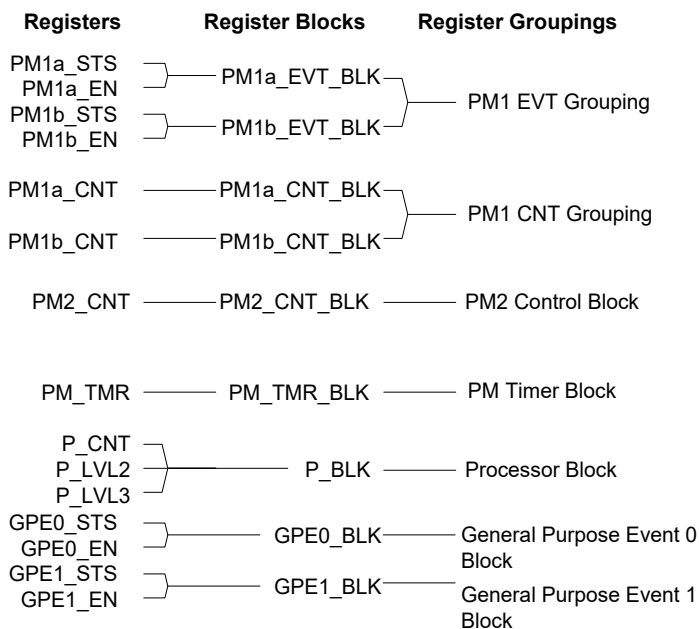 Registers Register Blocks Register Groupings
PM1a_STS
PM1a_EN
PM1a_EVT_BLK
PM1b_STS
PM1b_EN
PM1b_EVT_BLK
PM1 EVT Grouping
PM1a_CNT PM1a_CNT_BLK
PM1 CNT Grouping
PM1b_CNT PM1b_CNT_BLK
PM2_CNT PM2_CNT_BLK PM2 Control Block
PM_TMR PM_TMR_BLK PM Timer Block
P_CNT
P_LVL2 P_BLK Processor Block
P_LVL3
GPE0_STS
GPE0_EN
GPE0_BLK General Purpose Event 0
Block
GPE1_STS
GPE1_EN
GPE1_BLK General Purpose Event 1
Block